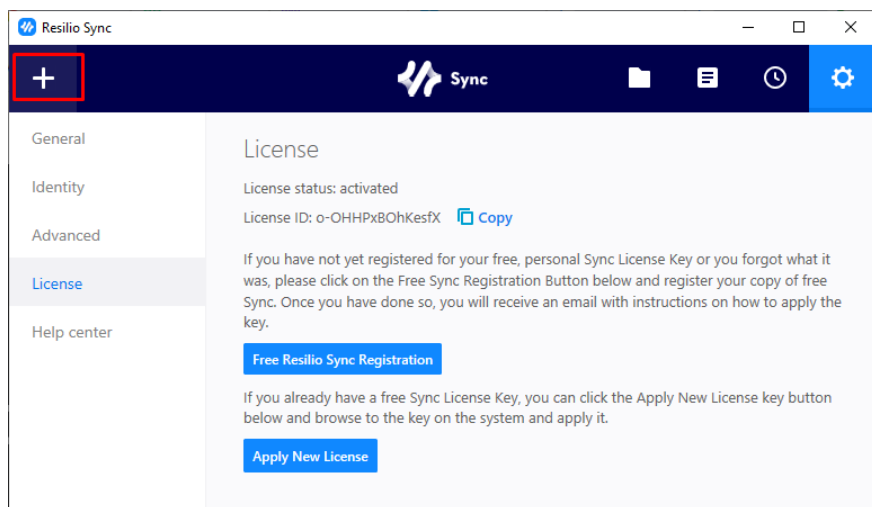 Resilio Sync
Sync
General
Identity
Advanced
License
Help center
License
License status: activated
License ID: o-OHHPxBOhKesfX Copy
If you have not yet registered for your free, personal Sync License Key or you forgot what it
was, please click on the Free Sync Registration Button below and register your copy of free
Sync. Once you have done so, you will receive an email with instructions on how to apply the
key.
Free Resilio Sync Registration
If you already have a free Sync License Key, you can click the Apply New License key button
below and browse to the key on the system and apply it.
Apply New License